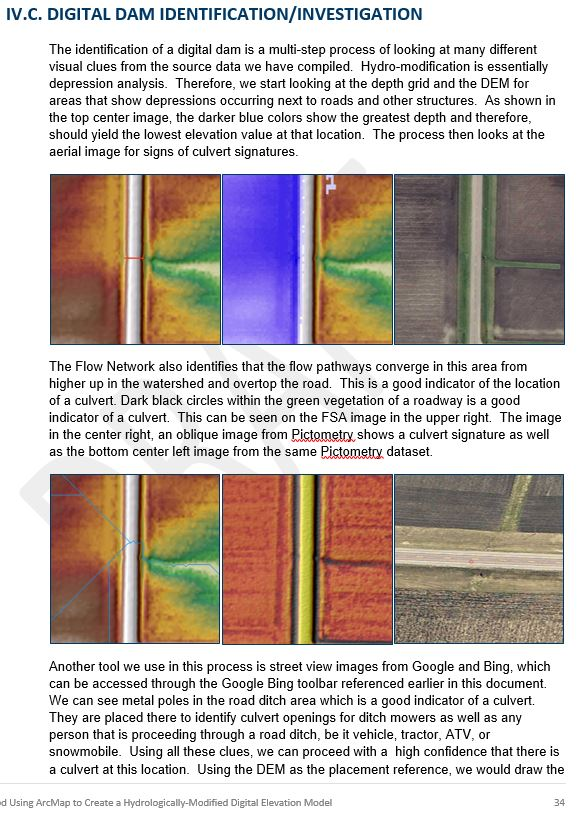 IV.C. DIGITAL DAM IDENTIFICATION/INVESTIGATION
The identification of a digital dam is a multi-step process of looking at many different
visual clues from the source data we have compiled. Hydro-modification is essentially
depression analysis. Therefore, we start looking at the depth grid and the DEM for
areas that show depressions occurring next to roads and other structures. As shown in
the top center image, the darker blue colors show the greatest depth and therefore,
should yield the lowest elevation value at that location. The process then looks at the
aerial image for signs of culvert signatures.
1
The Flow Network also identifies that the flow pathways converge in this area from
higher up in the watershed and overtop the road. This is a good indicator of the location
of a culvert. Dark black circles within the green vegetation of a roadway is a good
indicator of a culvert. This can be seen on the FSA image in the upper right. The image
in the center right, an oblique image from Pictometry shows a culvert signature as well
as the bottom center left image from the same Pictometry dataset.
Another tool we use in this process is street view images from Google and Bing, which
can be accessed through the Google Bing toolbar referenced earlier in this document.
We can see metal poles in the road ditch area which is a good indicator of a culvert.
They are placed there to identify culvert openings for ditch mowers as well as any
person that is proceeding through a road ditch, be it vehicle, tractor, ATV, or
snowmobile. Using all these clues, we can proceed with a high confidence that there is
a culvert at this location. Using the DEM as the placement reference, we would draw the
od Using ArcMap to Create a Hydrologically-Modified Digital Elevation Model 34
DRAFT